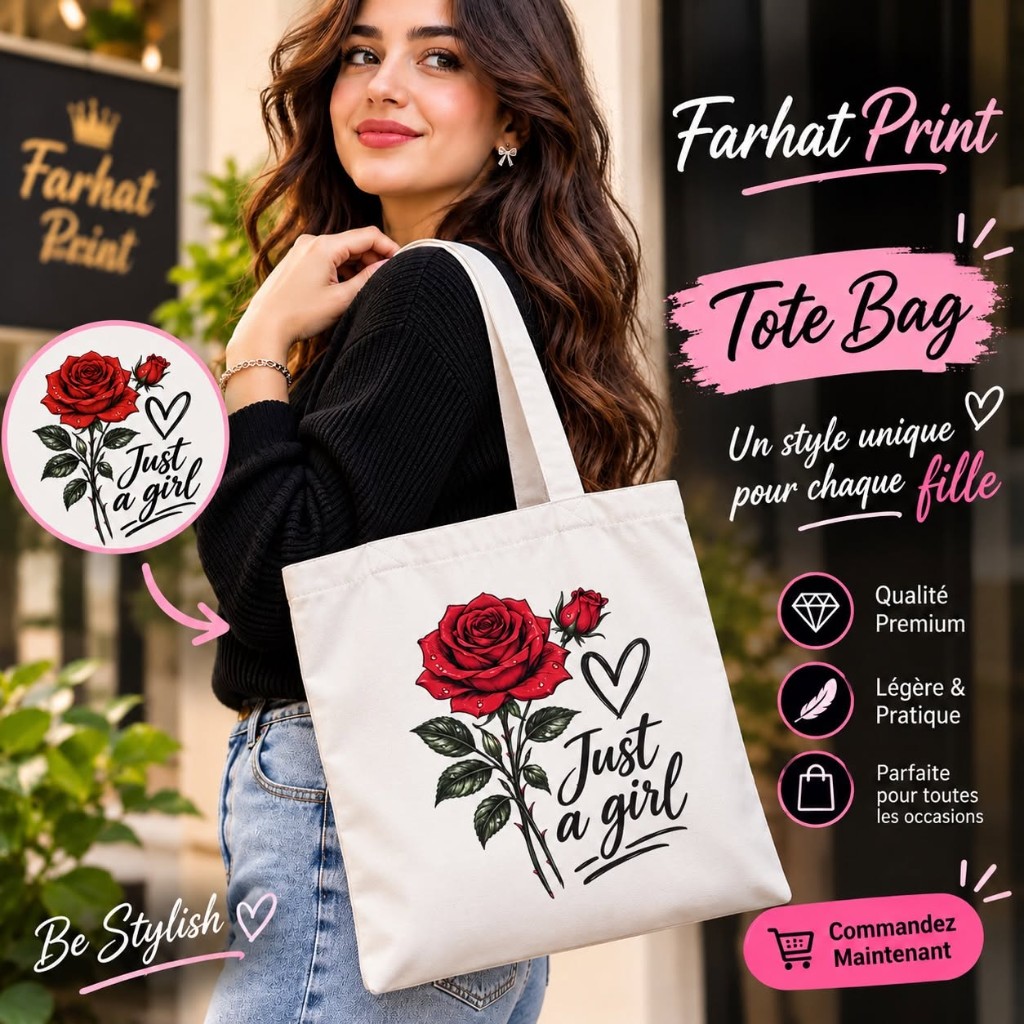 Farhat
Print
Farhat Print
Tote Bag
Un style unique
pour chaque fille
Just
a girl
Qualité
Premium
Légère &
Pratique
Parfaite
pour toutes
les occasions
Just
a girl
Be Stylish
Commandez
Maintenant